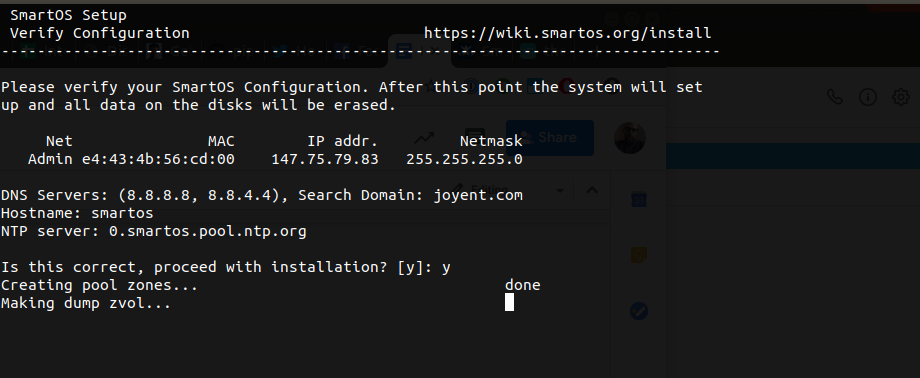 SmartOS Setup
Verify Configuration https://wiki.smartos.org/install
--------------------------------------------------------------------------------
Please verify your SmartOS Configuration. After this point the system will set
up and all data on the disks will be erased.
Net MAC IP addr. Netmask
Admin e4:43:4b:56:cd:00 147.75.79.83 255.255.255.0
DNS Servers: (8.8.8.8, 8.8.4.4), Search Domain: joyent.com
Hostname: smartos
NTP server: 0.smartos.pool.ntp.org
Is this correct, proceed with installation? [y]: y
Creating pool zones... done
Making dump zvol...
Share